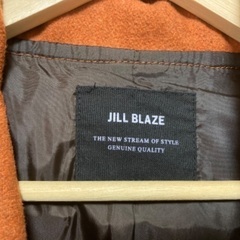 JILL BLAZE
THE NEW STREAM OF STYLE
GENUINE QUALITY